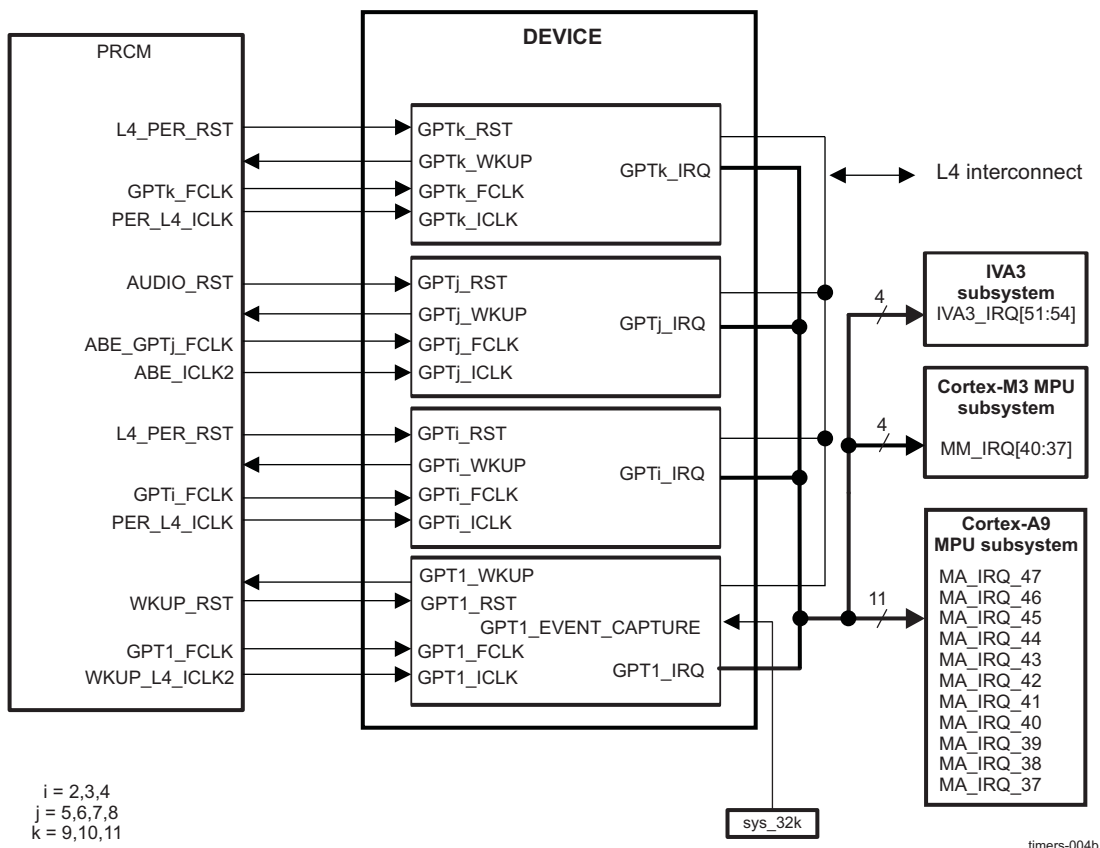 DEVICE
PRCM
L4_PER_RST
GPTk_RST
GPTk_WKUP
GPTk_IRQ
GPTk_FCLK
GPTk_FCLK
PER_L4_ICLK
GPTk_ICLK
L4 interconnect
AUDIO_RST
GPTj_RST
GPTj_WKUP
GPTj_IRQ
ABE_GPTj_FCLK
GPTj_FCLK
ABE_ICLK2
GPTj_ICLK
IVA3
subsystem
IVA3_IRQ[51:54]
4
L4_PER_RST
GPTi_RST
GPTi_WKUP
GPTi_IRQ
GPTi_FCLK
GPTi_FCLK
PER_L4_ICLK
GPTi_ICLK
Cortex-M3 MPU
subsystem
MM_IRQ[40:37]
4
GPT1_WKUP
WKUP_RST
GPT1_RST
GPT1_EVENT_CAPTURE
GPT1_FCLK
GPT1_FCLK
WKUP_L4_ICLK2
GPT1_ICLK
GPT1_IRQ
11
Cortex-A9
MPU subsystem
MA_IRQ_47
MA_IRQ_46
MA_IRQ_45
MA_IRQ_44
MA_IRQ_43
MA_IRQ_42
MA_IRQ_41
MA_IRQ_40
MA_IRQ_39
MA_IRQ_38
MA_IRQ_37
i = 2,3,4
j = 5,6,7,8
k = 9,10,11
sys_32k
timers-004b